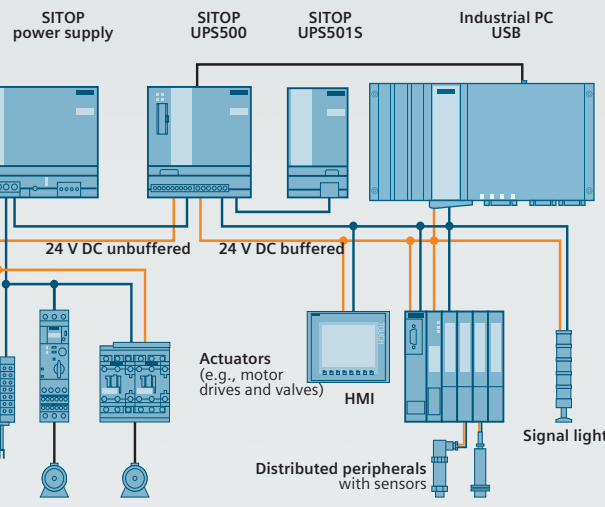 SITOP
power supply
SITOP
UPS500
SITOP
UPS501S
Industrial PC
USB
24 V DC unbuffered
24 V DC buffered
Actuators
(e.g., motor
drives and valves)
HMI
TOUCH
Signal light
Distributed peripherals
with sensors